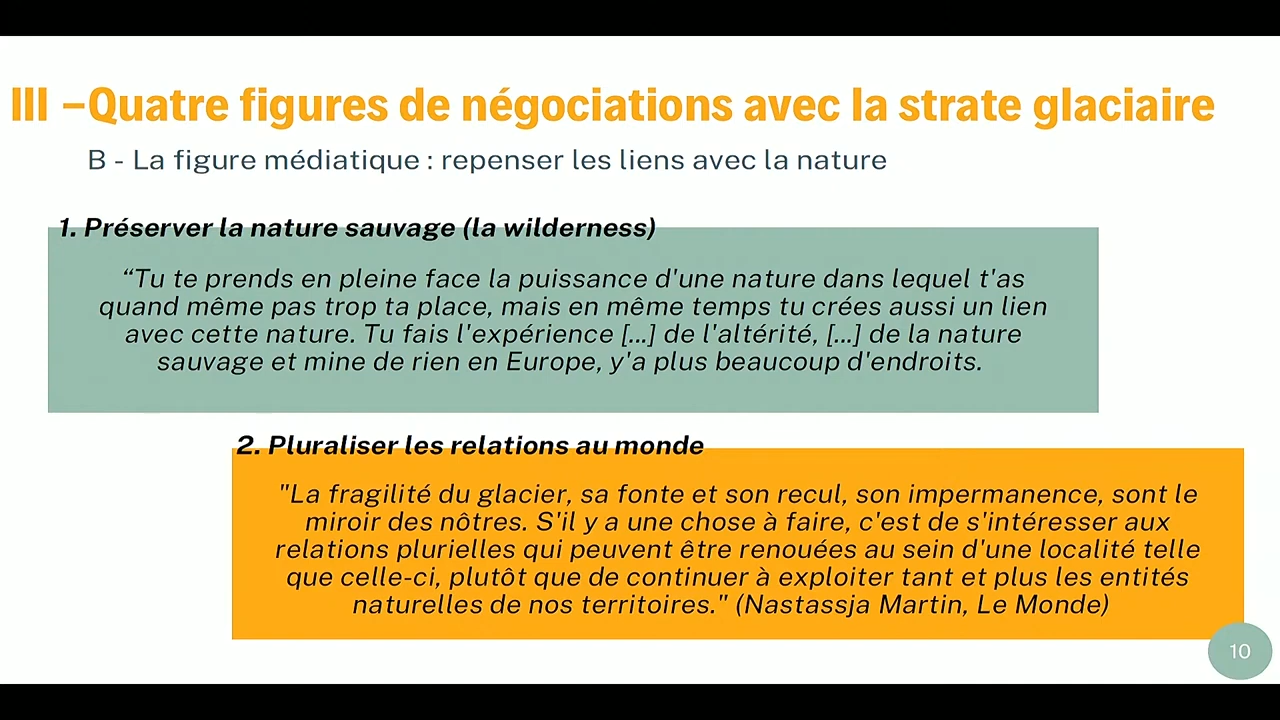 III –Quatre figures de négociations avec la strate glaciaire
B - La figure médiatique : repenser les liens avec la nature
1. Préserver la nature sauvage (la wilderness)
“Tu te prends en pleine face la puissance d'une nature dans lequel t'as
quand même pas trop ta place, mais en même temps tu crées aussi un lien
avec cette nature. Tu fais l'expérience [...] de l'altérité, [...] de la nature
sauvage et mine de rien en Europe, y'a plus beaucoup d'endroits.
2. Pluraliser les relations au monde
"La fragilité du glacier, sa fonte et son recul, son impermanence, sont le
miroir des nôtres. S'il y a une chose à faire, c'est de s'intéresser aux
relations plurielles qui peuvent être renouées au sein d'une localité telle
que celle-ci, plutôt que de continuer à exploiter tant et plus les entités
naturelles de nos territoires." (Nastassja Martin, Le Monde)
10